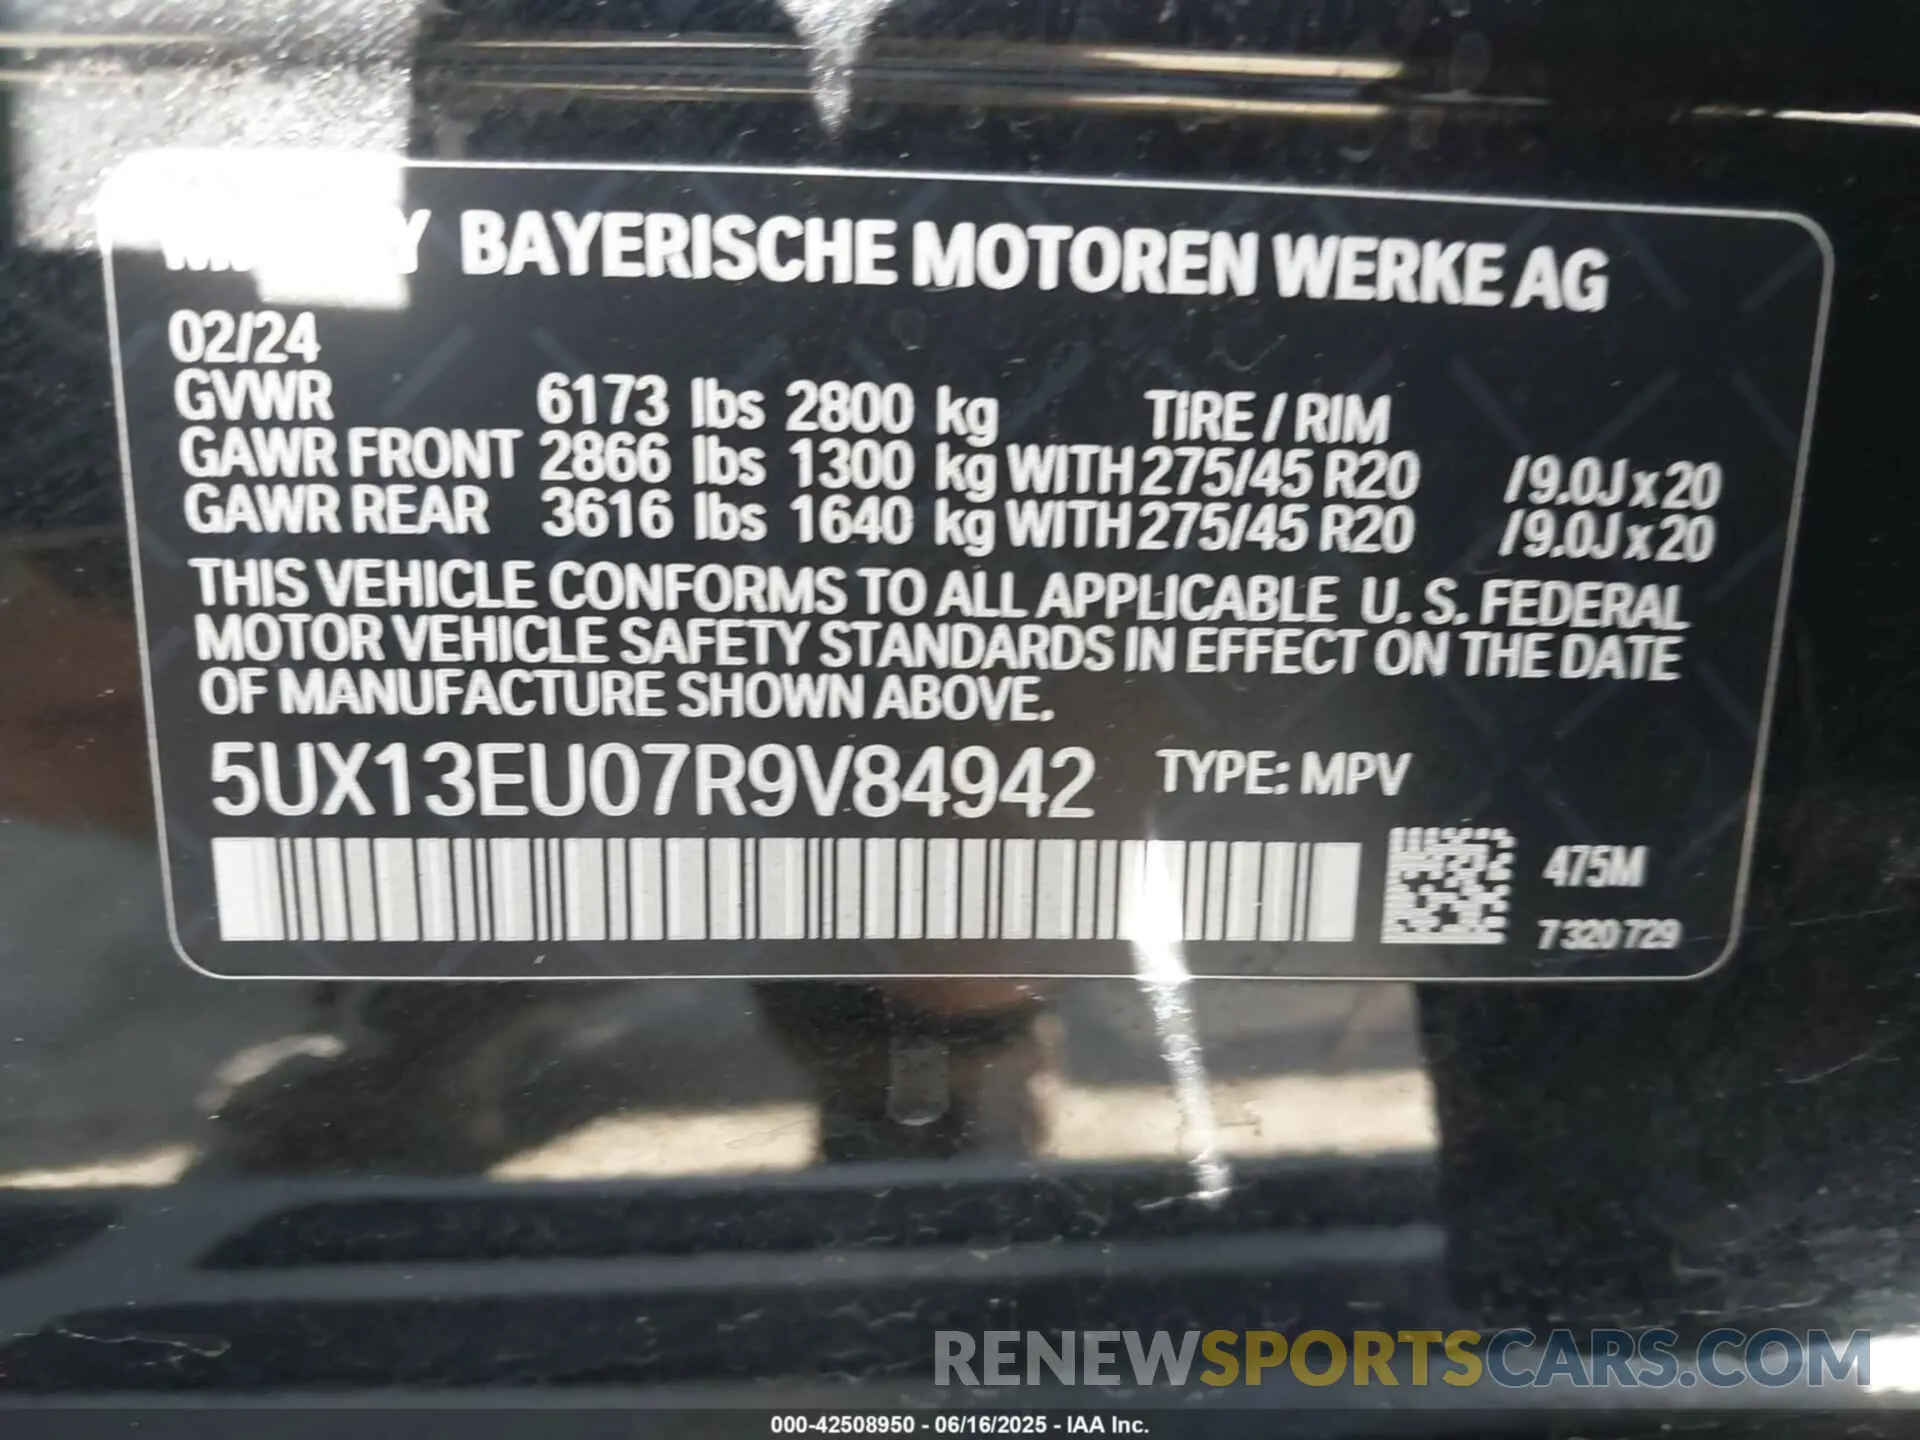 BAYERISCHE MOTOREN WERKE AG
02/24
GVWR 6173 lbs 2800 kg TIRE / RIM
GAWR FRONT 2866 lbs 1300 kg WITH 275/45 R20 /9.0J x 20
GAWR REAR 3616 lbs 1640 kg WITH 275/45 R20 /9.0J x 20
THIS VEHICLE CONFORMS TO ALL APPLICABLE U. S. FEDERAL
MOTOR VEHICLE SAFETY STANDARDS IN EFFECT ON THE DATE
OF MANUFACTURE SHOWN ABOVE.
5UX13EU07R9V84942 TYPE: MPV
475M
7 320 729
RENEWSPORTSCARS.COM
000-42508950 - 06/16/2025 - IAA Inc.